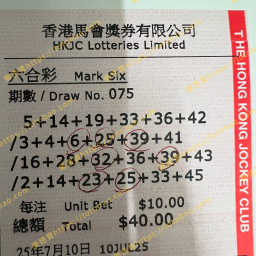 香港馬會獎券有限公司
HKJC Lotteries Limited
六合彩 Mark Six
期數 / Draw No. 075
5+14+19+33+36+42
/3+4+6+25+39+41
/16+28+32+36+39+43
/2+14+23+25+33+45
每注 Unit Bet $10.00
總額 Total $40.00
25年7月10日 10JUL25
THE HONG KONG JOCKEY CLUB